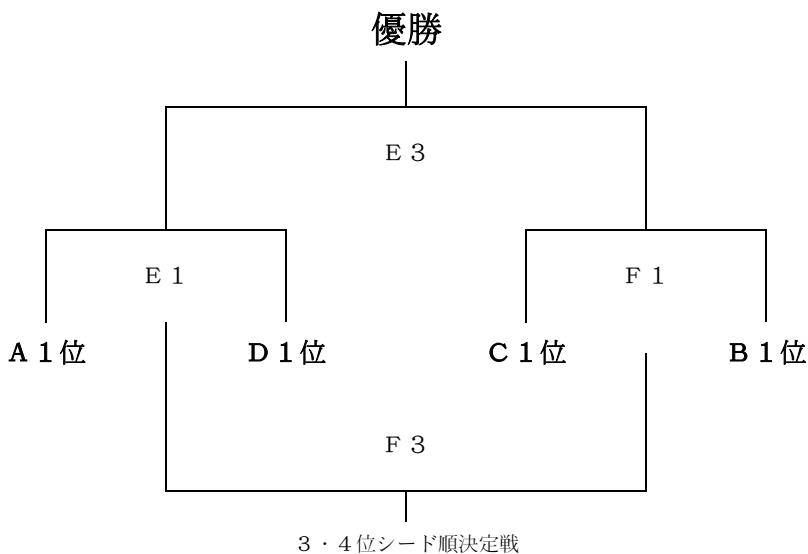 優勝
Ｅ３
Ｅ１
Ｆ１
Ａ１位
Ｄ１位
Ｃ１位
Ｂ１位
Ｆ３
３・４位シード順決定戦